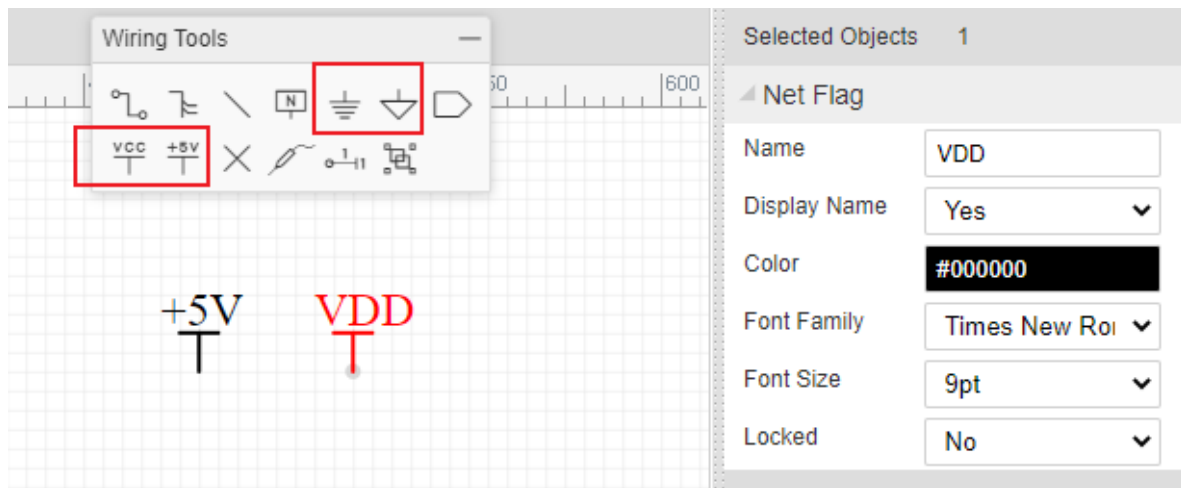 Wiring Tools
N
VCC +5V 1
50
600
+5V VDD
Selected Objects 1
Net Flag
Name VDD
Display Name Yes
Color #000000
Font Family Times New Ro
Font Size 9pt
Locked No